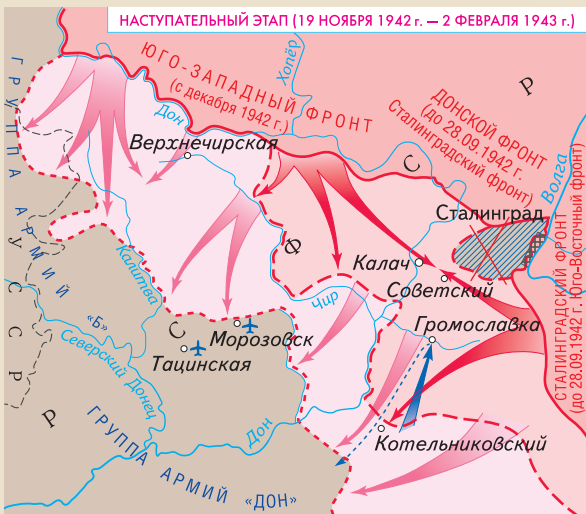 НАСТУПАТЕЛЬНЫЙ ЭТАП (19 НОЯБРЯ 1942 г. — 2 ФЕВРАЛЯ 1943 г.)
ЮГО-ЗАПАДНЫЙ ФРОНТ
(с декабря 1942 г.)
Хопёр
Дон
ДОНСКОЙ ФРОНТ
(до 28.09.1942 г.
Сталинградский фронт)
Волга
Верхнечирская
Сталинград
СТАЛИНГРАДСКИЙ ФРОНТ
(до 28.09.1942 г. Юго-Восточный фронт)
Р
С
Ф
С
Р
УССР
ГРУППА АРМИЙ «Б»
Калач
Советский
Калитва
Чир
Громославка
Морозовск
Тацинская
Северский Донец
Дон
Котельниковский
ГРУППА АРМИЙ «ДОН»